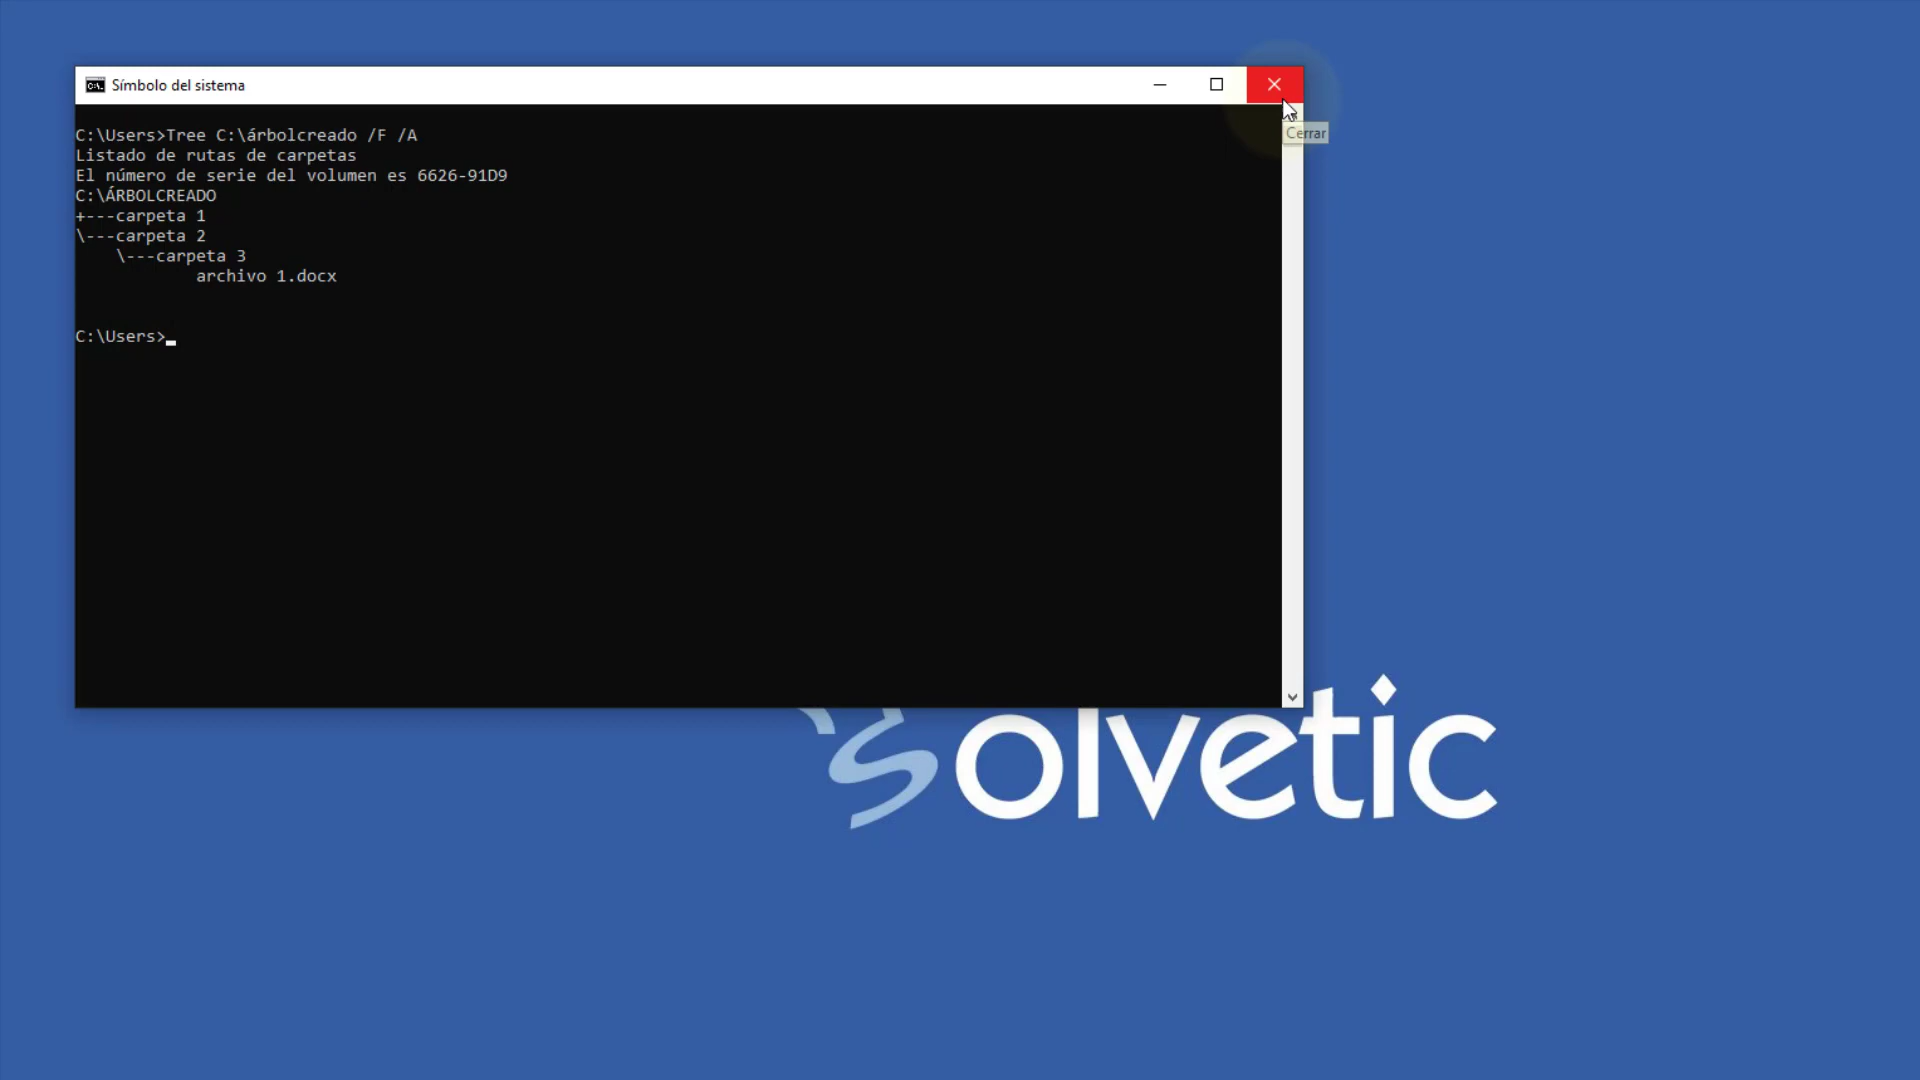 Símbolo del sistema
C:\Users>Tree C:\árbolcreado /F /A
Listado de rutas de carpetas
El número de serie del volumen es 6626-91D9
C:\ÁRBOLCREADO
+---carpeta 1
\---carpeta 2
    \---carpeta 3
            archivo 1.docx
C:\Users>
Cerrar
Solvetic